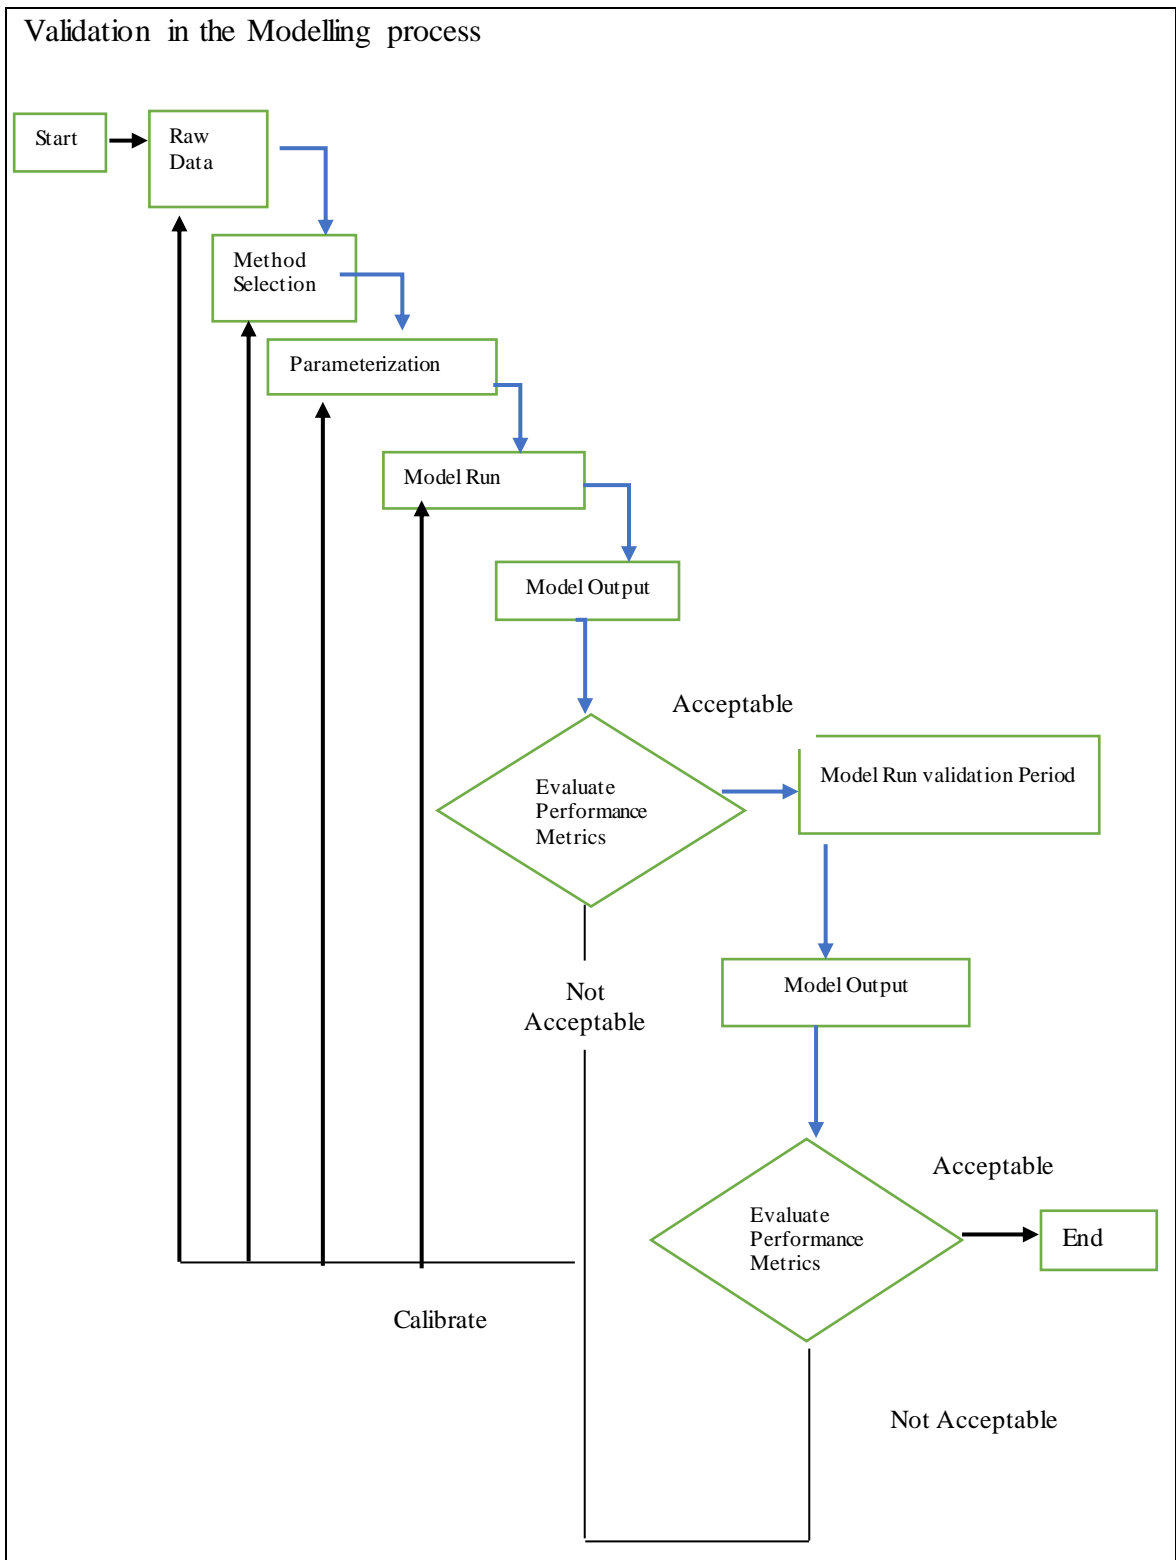 Validation in the Modelling process
Start
Raw
Data
Method
Selection
Parameterization
Model Run
Model Output
Acceptable
Evaluate
Performance
Metrics
Model Run validation Period
Not
Acceptable
Model Output
Acceptable
Evaluate
Performance
Metrics
End
Calibrate
Not Acceptable